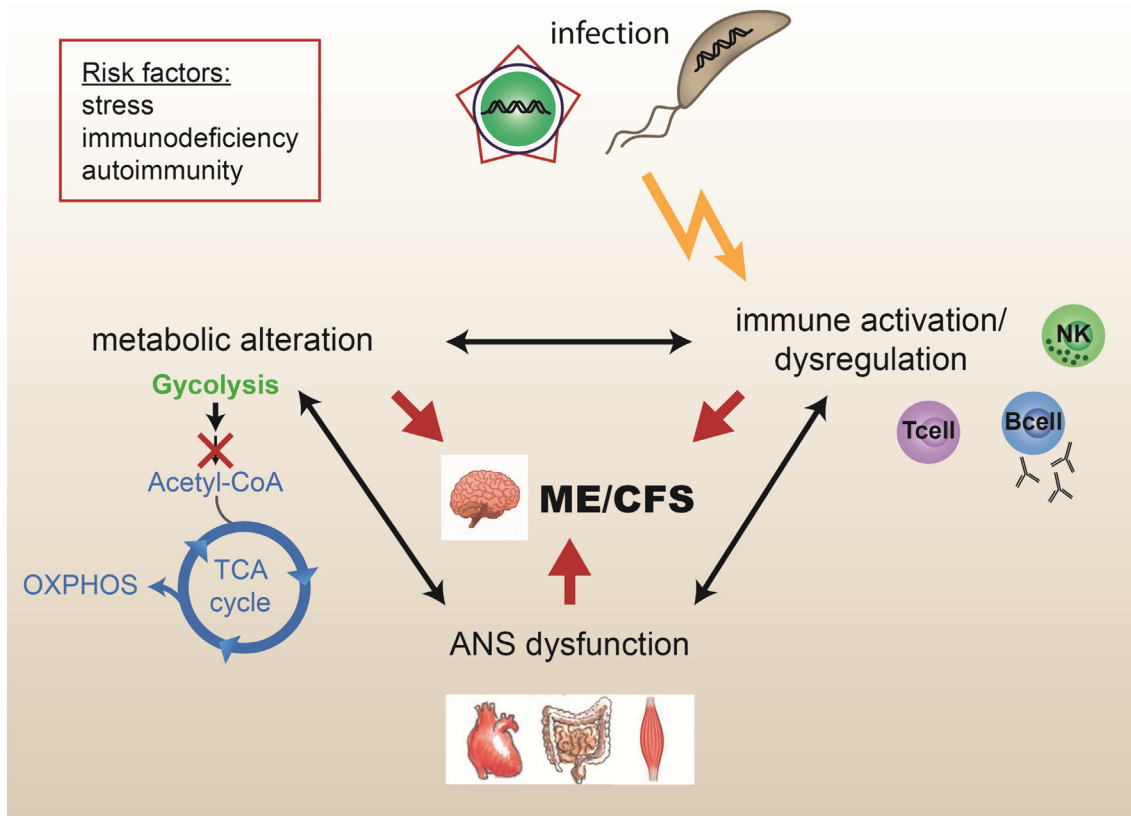 infection
Risk factors:
stress
immunodeficiency
autoimmunity
metabolic alteration
immune activation/
dysregulation
NK
Gycolysis
Tcell
Bcell
Acetyl-CoA
ME/CFS
OXPHOS
TCA
cycle
ANS dysfunction